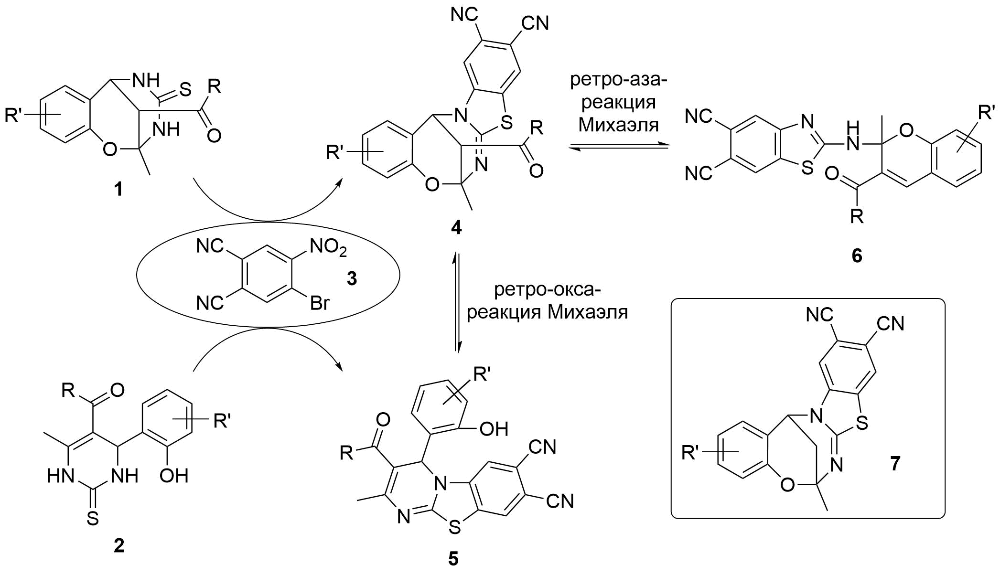 NH
S
R
R'
NH
O
O
1
NC
CN
N
S
R
R'
N
O
O
4
ретро-аза-
реакция
Михаэля
NC
NC
N
S
H
N
O
R'
O
R
6
NC
NO2
3
NC
Br
ретро-окса-
реакция Михаэля
R
O
R'
HN
NH
OH
S
2
R'
O
OH
R
CN
N
CN
N
S
5
NC
CN
N
S
R'
N
O
7